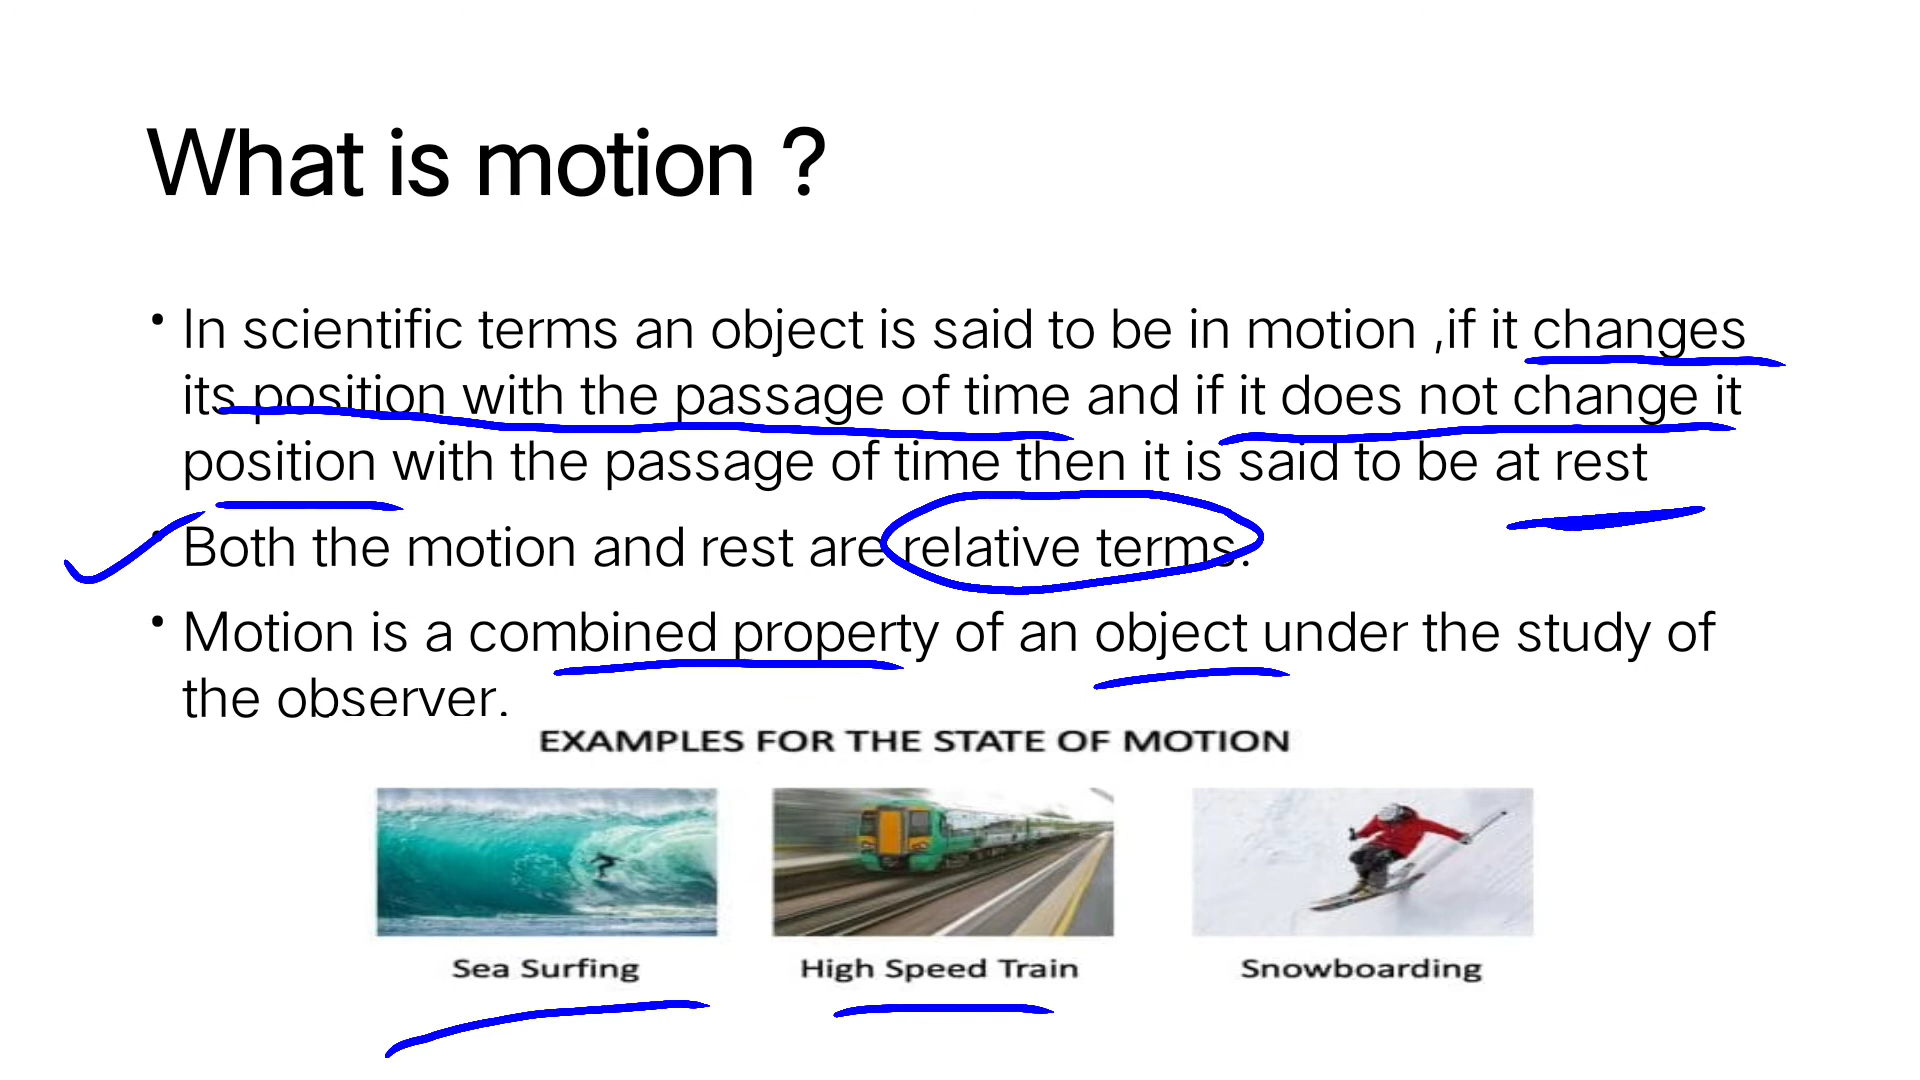 What is motion ?
• In scientific terms an object is said to be in motion ,if it changes
its position with the passage of time and if it does not change it
position with the passage of time then it is said to be at rest
• Both the motion and rest are relative terms.
• Motion is a combined property of an object under the study of
the observer.
EXAMPLES FOR THE STATE OF MOTION
Sea Surfing High Speed Train Snowboarding